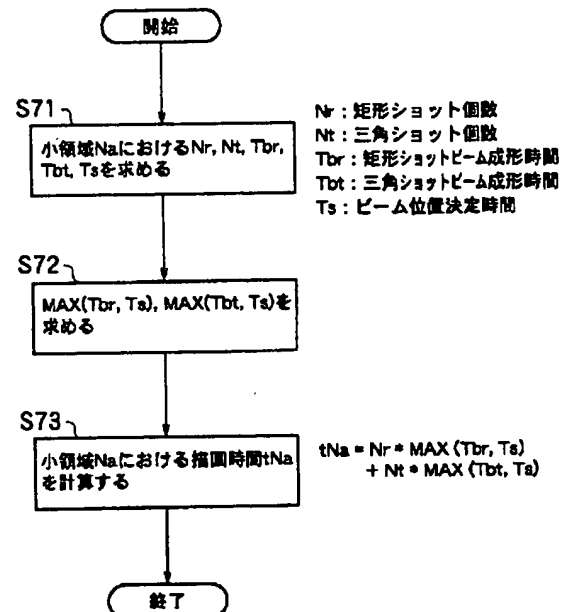 開始
S71
小領域NaにおけるNr, Nt, Tbr,
Tbt, Tsを求める
Nr : 矩形ショット個数
Nt : 三角ショット個数
Tbr : 矩形ショットビーム成形時間
Tbt : 三角ショットビーム成形時間
Ts : ビーム位置決定時間
S72
MAX(Tbr, Ts), MAX(Tbt, Ts)を
求める
S73
小領域Naにおける描画時間tNa
を計算する
tNa = Nr * MAX (Tbr, Ts)
+ Nt * MAX (Tbt, Ts)
終了